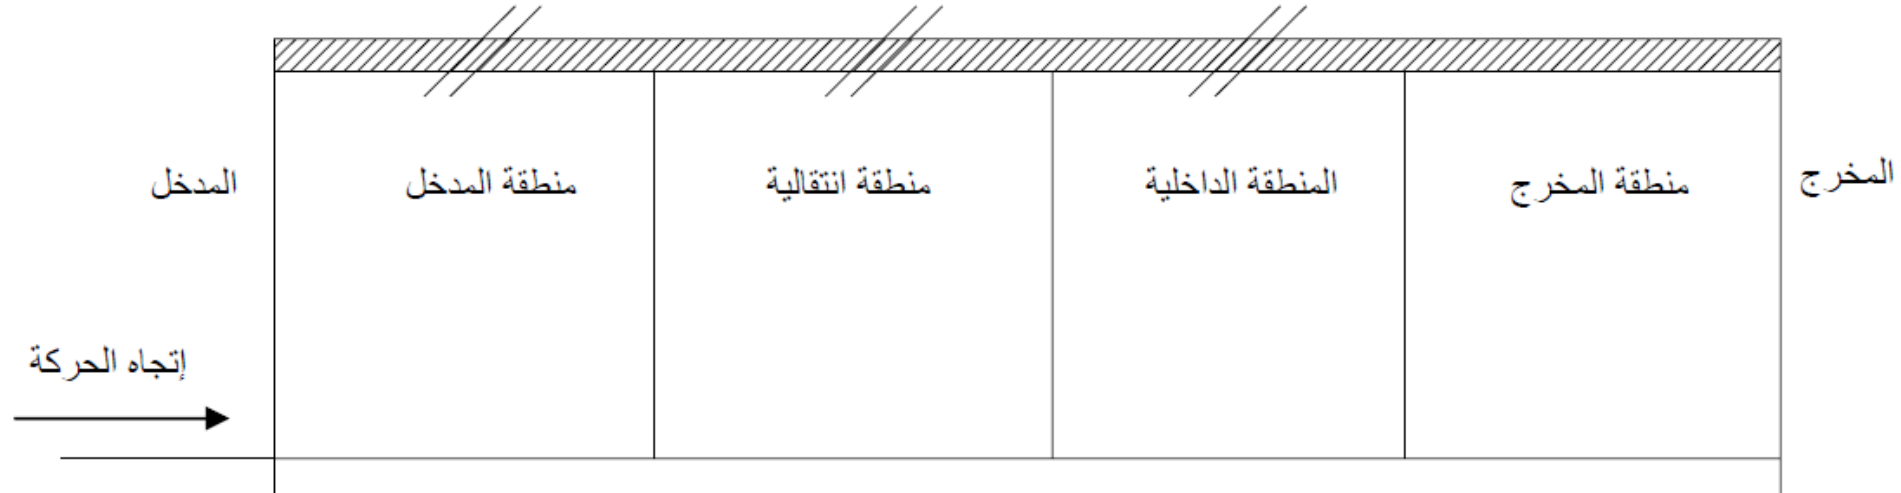 المدخل
منطقة المدخل
منطقة انتقالية
المنطقة الداخلية
منطقة المخرج
المخرج
إتجاه الحركة